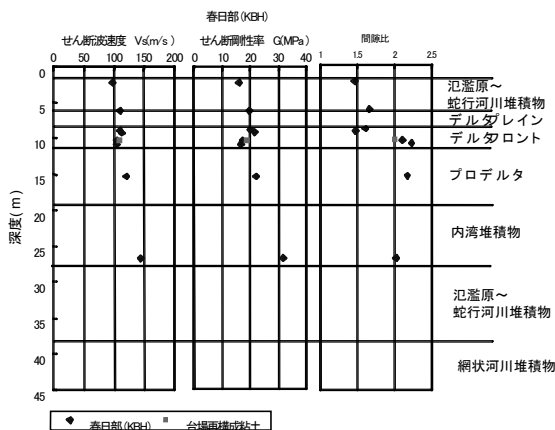 春日部(KBH)
せん断波速度 Vs(m/s)
せん断剛性率 G(MPa)
間隙比
0 50 100 150 200
0 10 20 30 40
1 1.5 2 2.5
0
5
10
15
20
25
30
35
40
45
深度(m)
氾濫原~
蛇行河川堆積物
デルタプレイン
デルタフロント
プロデルタ
内湾堆積物
氾濫原~
蛇行河川堆積物
網状河川堆積物
春日部(KBH) 台場再構成粘土